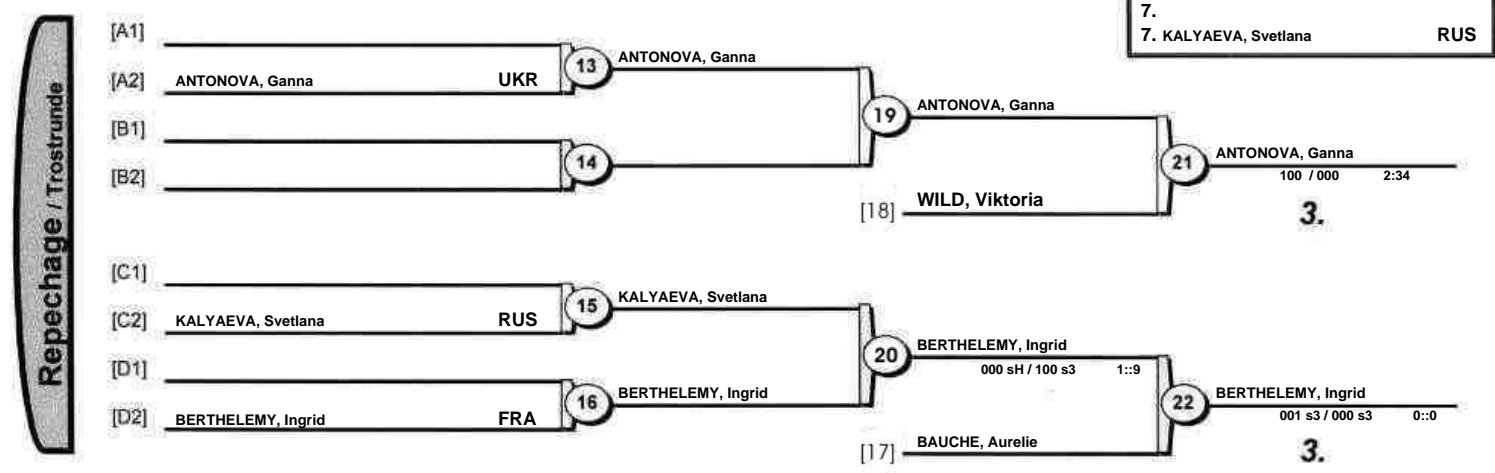 7.
7. KALYAEVA, Svetlana RUS
Repechage / Trostrunde
[A1]
[A2] ANTONOVA, Ganna UKR
[B1]
[B2]
13 ANTONOVA, Ganna
14
19 ANTONOVA, Ganna
[18] WILD, Viktoria
21 ANTONOVA, Ganna
100 / 000 2:34
3.
[C1]
[C2] KALYAEVA, Svetlana RUS
[D1]
[D2] BERTHELEMY, Ingrid FRA
15 KALYAEVA, Svetlana
16 BERTHELEMY, Ingrid
20 BERTHELEMY, Ingrid
000 sH / 100 s3 1::9
[17] BAUCHE, Aurelie
22 BERTHELEMY, Ingrid
001 s3 / 000 s3 0::0
3.